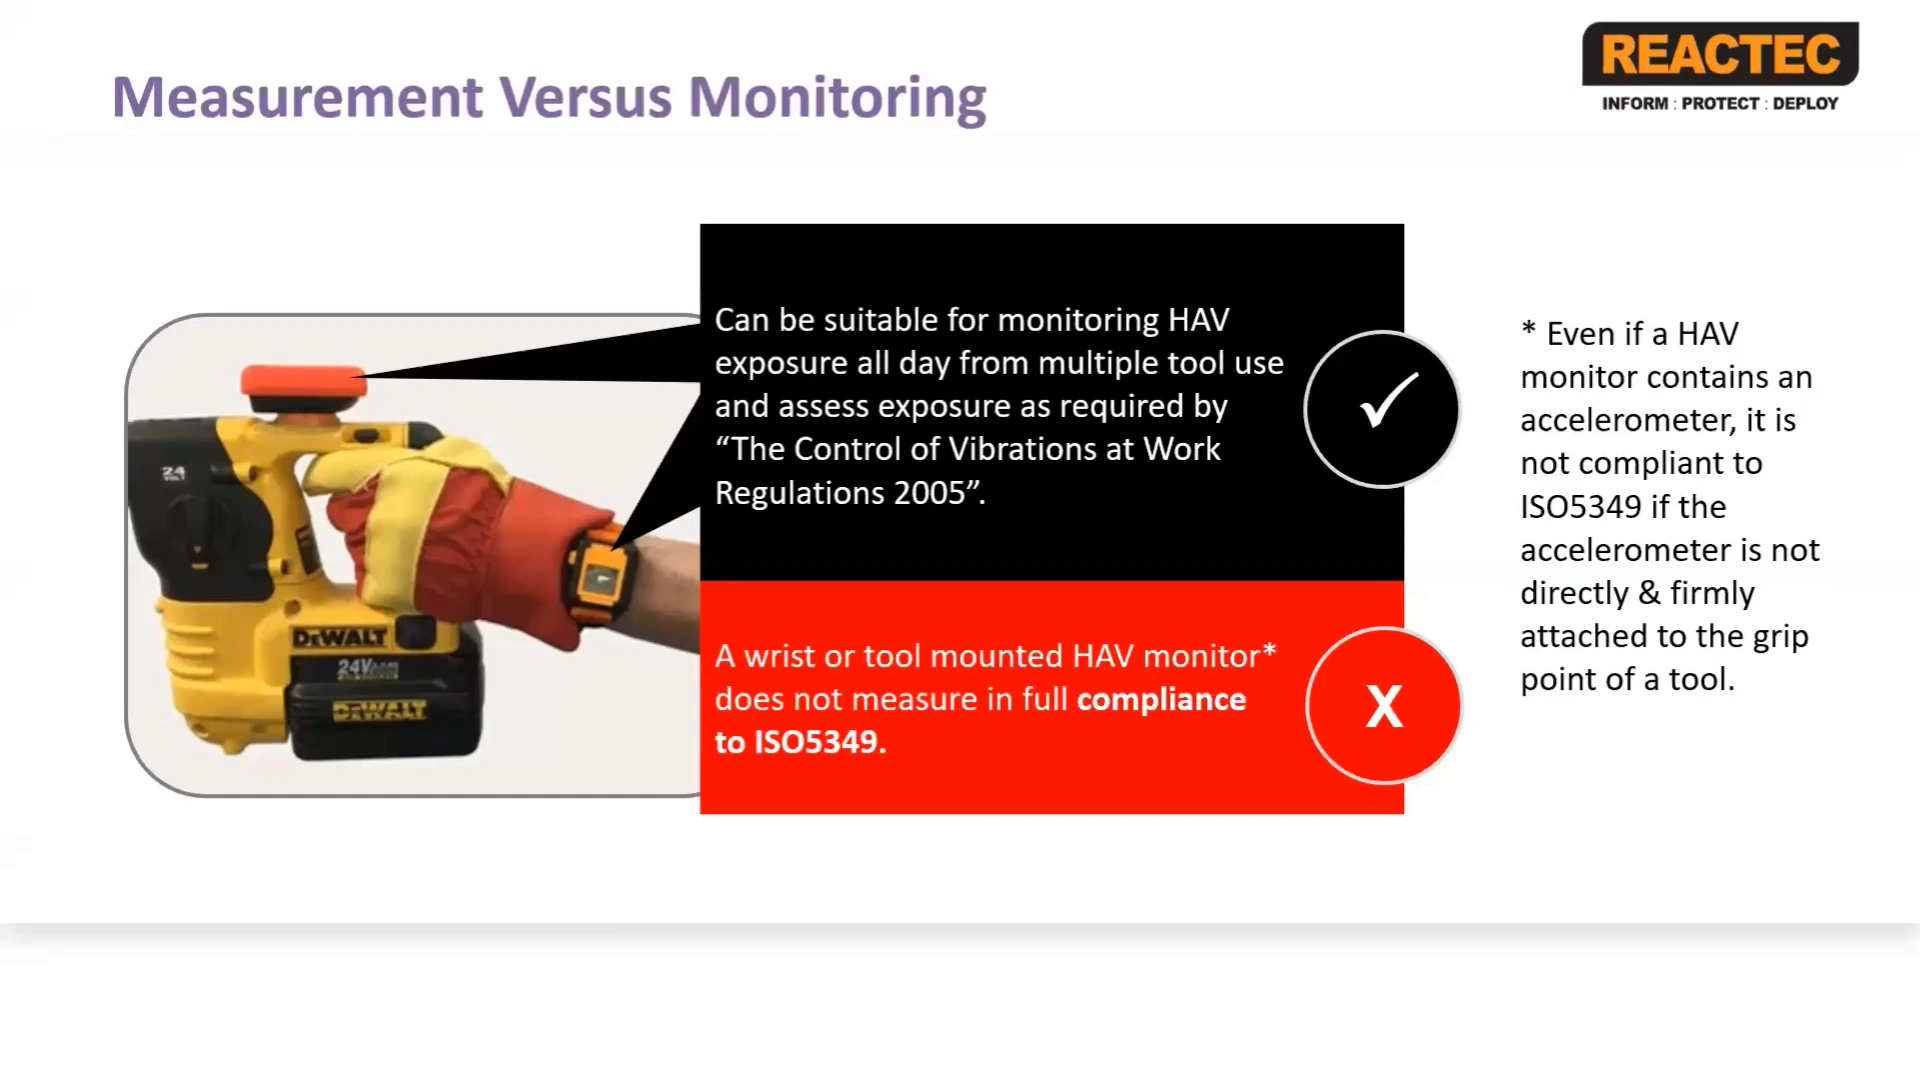 Measurement Versus Monitoring
REACTEC
INFORM : PROTECT : DEPLOY
Can be suitable for monitoring HAV
exposure all day from multiple tool use
and assess exposure as required by
“The Control of Vibrations at Work
Regulations 2005”.
A wrist or tool mounted HAV monitor*
does not measure in full compliance
to ISO5349.
X
* Even if a HAV
monitor contains an
accelerometer, it is
not compliant to
ISO5349 if the
accelerometer is not
directly & firmly
attached to the grip
point of a tool.
24
VOLT
DEWALT
24V
DEWALT